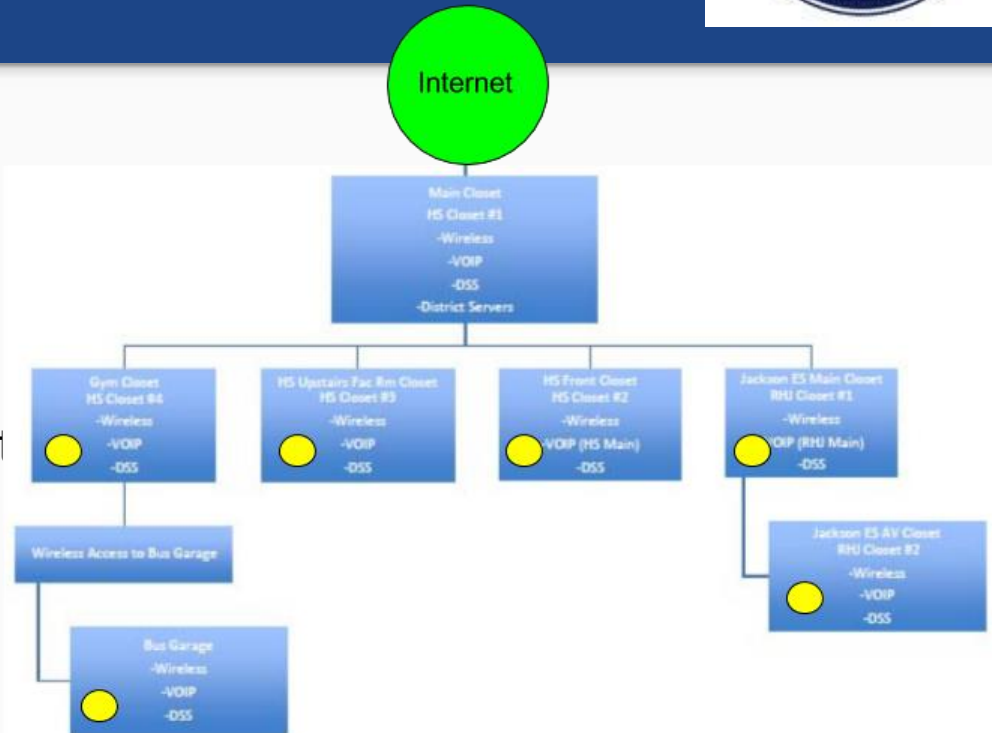 Internet
Main Closet
HS Closet #1
-Wireless
-VOIP
-DSS
-District Servers
Gym Closet
HS Closet #4
-Wireless
-VOIP
-DSS
HS Upstairs Fac Rm Closet
HS Closet #3
-Wireless
-VOIP
-DSS
HS Front Closet
HS Closet #2
-Wireless
-VOIP (HS Main)
-DSS
Jackson ES Main Closet
RHJ Closet #1
-Wireless
VOIP (RHJ Main)
-DSS
Wireless Access to Bus Garage
Jackson ES AV Closet
RHJ Closet #2
-Wireless
-VOIP
-DSS
Bus Garage
-Wireless
-VOIP
-DSS